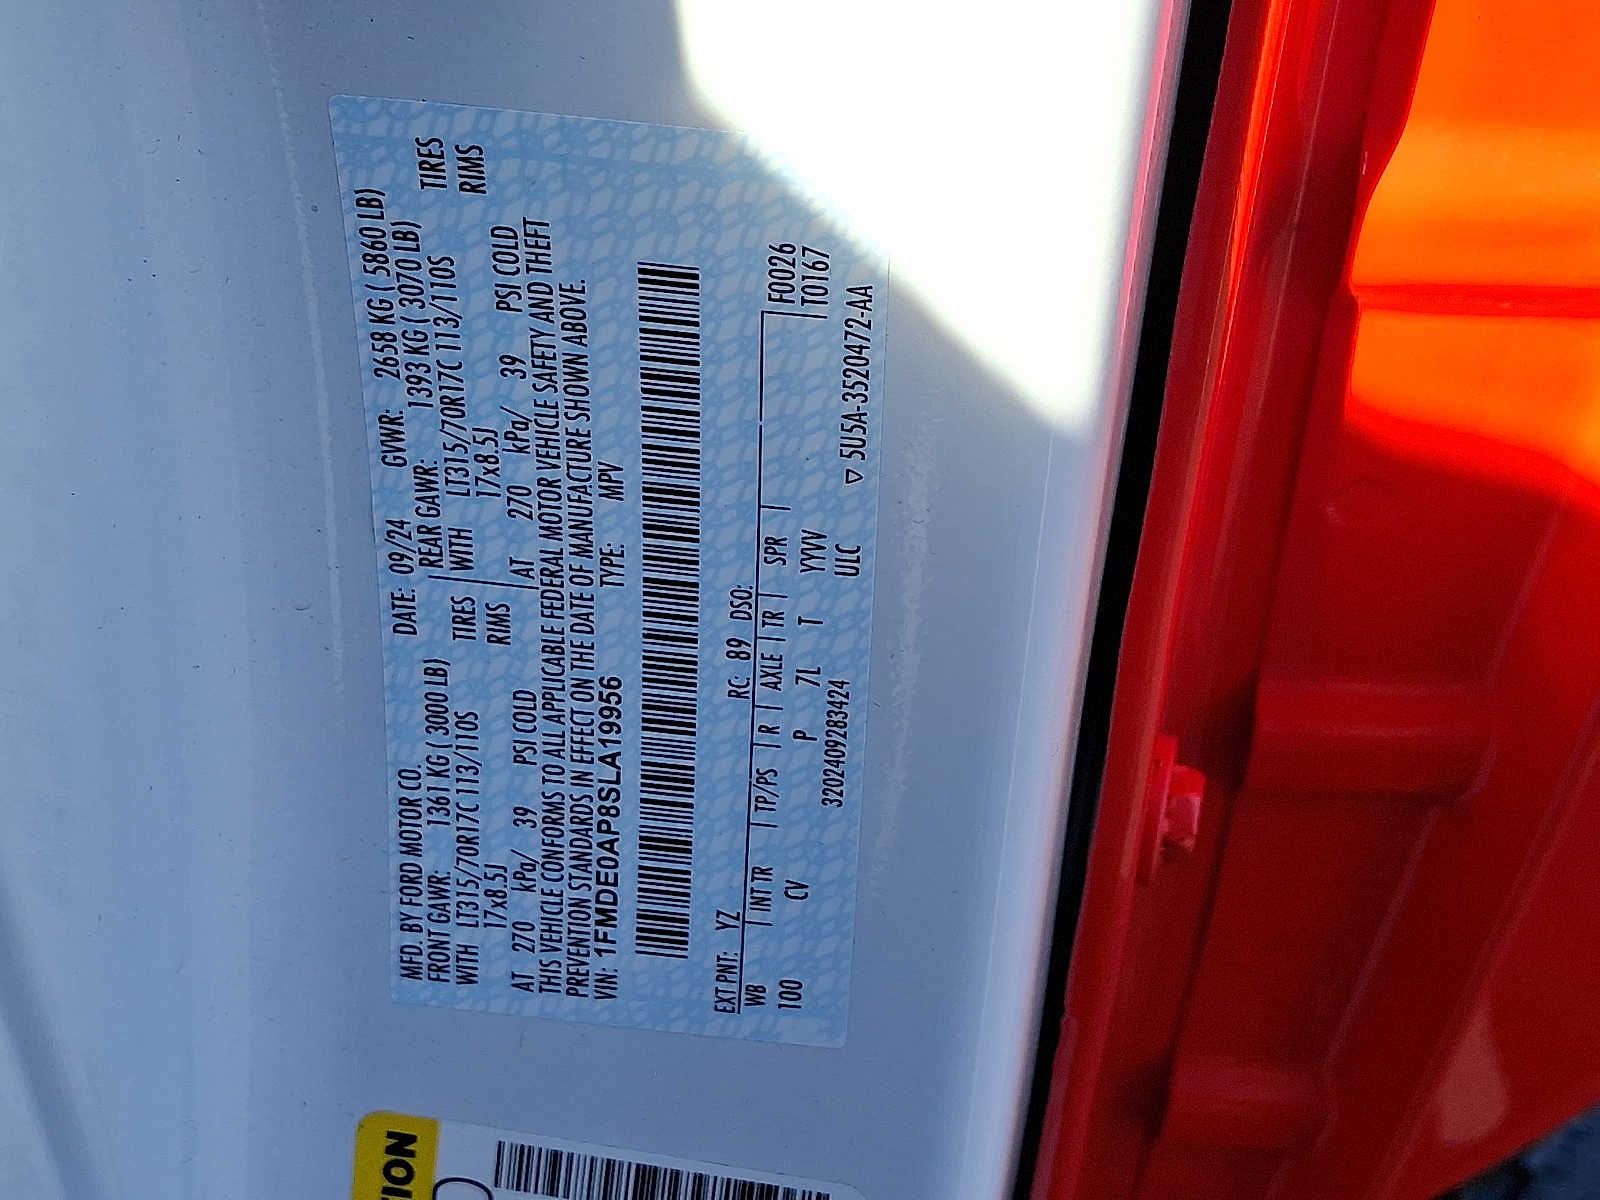 MFD. BY FORD MOTOR CO. DATE: 09/24 GVWR: 2658 KG ( 5860 LB)
FRONT GAWR: 1361 KG ( 3000 LB) REAR GAWR: 1393 KG ( 3070 LB)
WITH LT315/70R17C 113/110S TIRES WITH LT315/70R17C 113/110S TIRES
17x8.5J RIMS 17x8.5J RIMS
AT 270 kPa/ 39 PSI COLD AT 270 kPa/ 39 PSI COLD
THIS VEHICLE CONFORMS TO ALL APPLICABLE FEDERAL MOTOR VEHICLE SAFETY AND THEFT
PREVENTION STANDARDS IN EFFECT ON THE DATE OF MANUFACTURE SHOWN ABOVE.
VIN: 1FMDE0AP8SLA19956 TYPE: MPV
EXT PNT: YZ RC: 89 DSO: F0026
WB INT TR TP/PS R AXLE TR SPR T0167
100 CV P 7L T YYVV
320240928342​4 ULC ▽ 5U5A-3520472-AA
TION